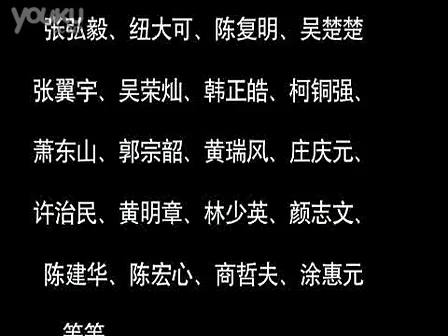 youku
张弘毅、纽大可、陈复明、吴楚楚
张翼宇、吴荣灿、韩正皓、柯铜强、
萧东山、郭宗韶、黄瑞风、庄庆元、
许治民、黄明章、林少英、颜志文、
陈建华、陈宏心、商哲夫、涂惠元
等等